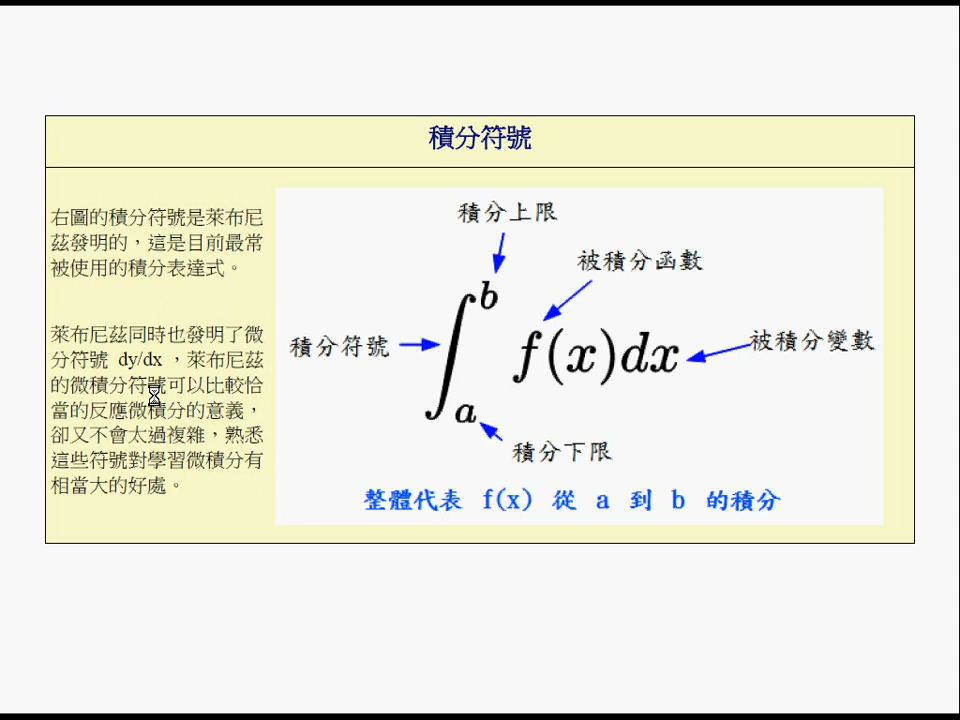 積分符號
右圖的積分符號是萊布尼
茲發明的，這是目前最常
被使用的積分表達式。
萊布尼茲同時也發明了微
分符號 dy/dx ，萊布尼茲
的微積分符號可以比較恰
當的反應微積分的意義，
卻又不會太過複雜，熟悉
這些符號對學習微積分有
相當大的好處。
積分上限
被積分函數
b
積分符號
∫ f(x)dx
被積分變數
a
積分下限
整體代表 f(x) 從 a 到 b 的積分